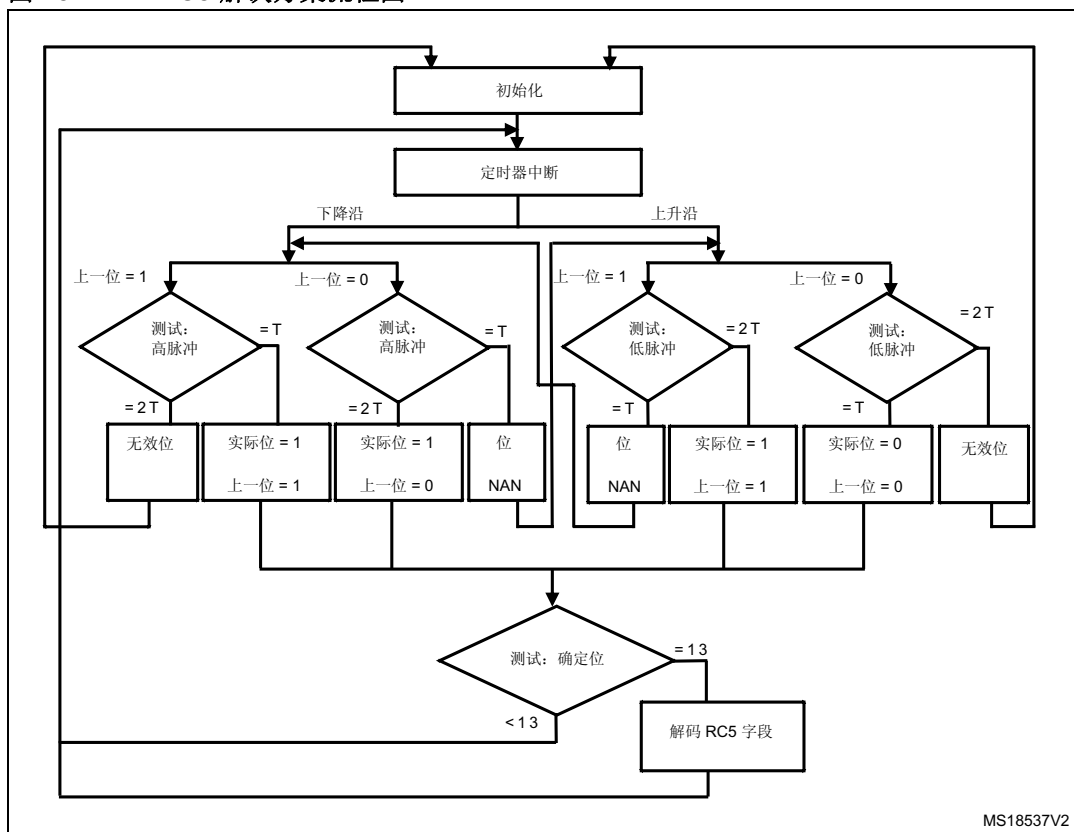 初始化
定时器中断
下降沿
上升沿
上一位 = 1
上一位 = 0
上一位 = 1
上一位 = 0
测试：
高脉冲
= T
= 2 T
测试：
高脉冲
= T
= 2 T
测试：
低脉冲
= 2 T
= T
测试：
低脉冲
= 2 T
= T
无效位
实际位 = 1
上一位 = 1
实际位 = 1
上一位 = 0
位
NAN
位
NAN
实际位 = 1
上一位 = 1
实际位 = 0
上一位 = 0
无效位
测试：确定位
= 1 3
< 1 3
解码 RC5 字段
MS18537V2